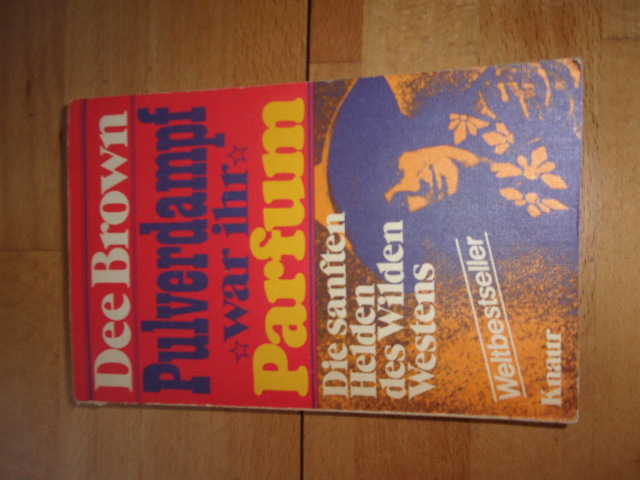 Dee Brown
Pulverdampf
☆war ihr☆
Parfum
Die sanften
Helden
des Wilden
Westens
Weltbestseller
Knaur